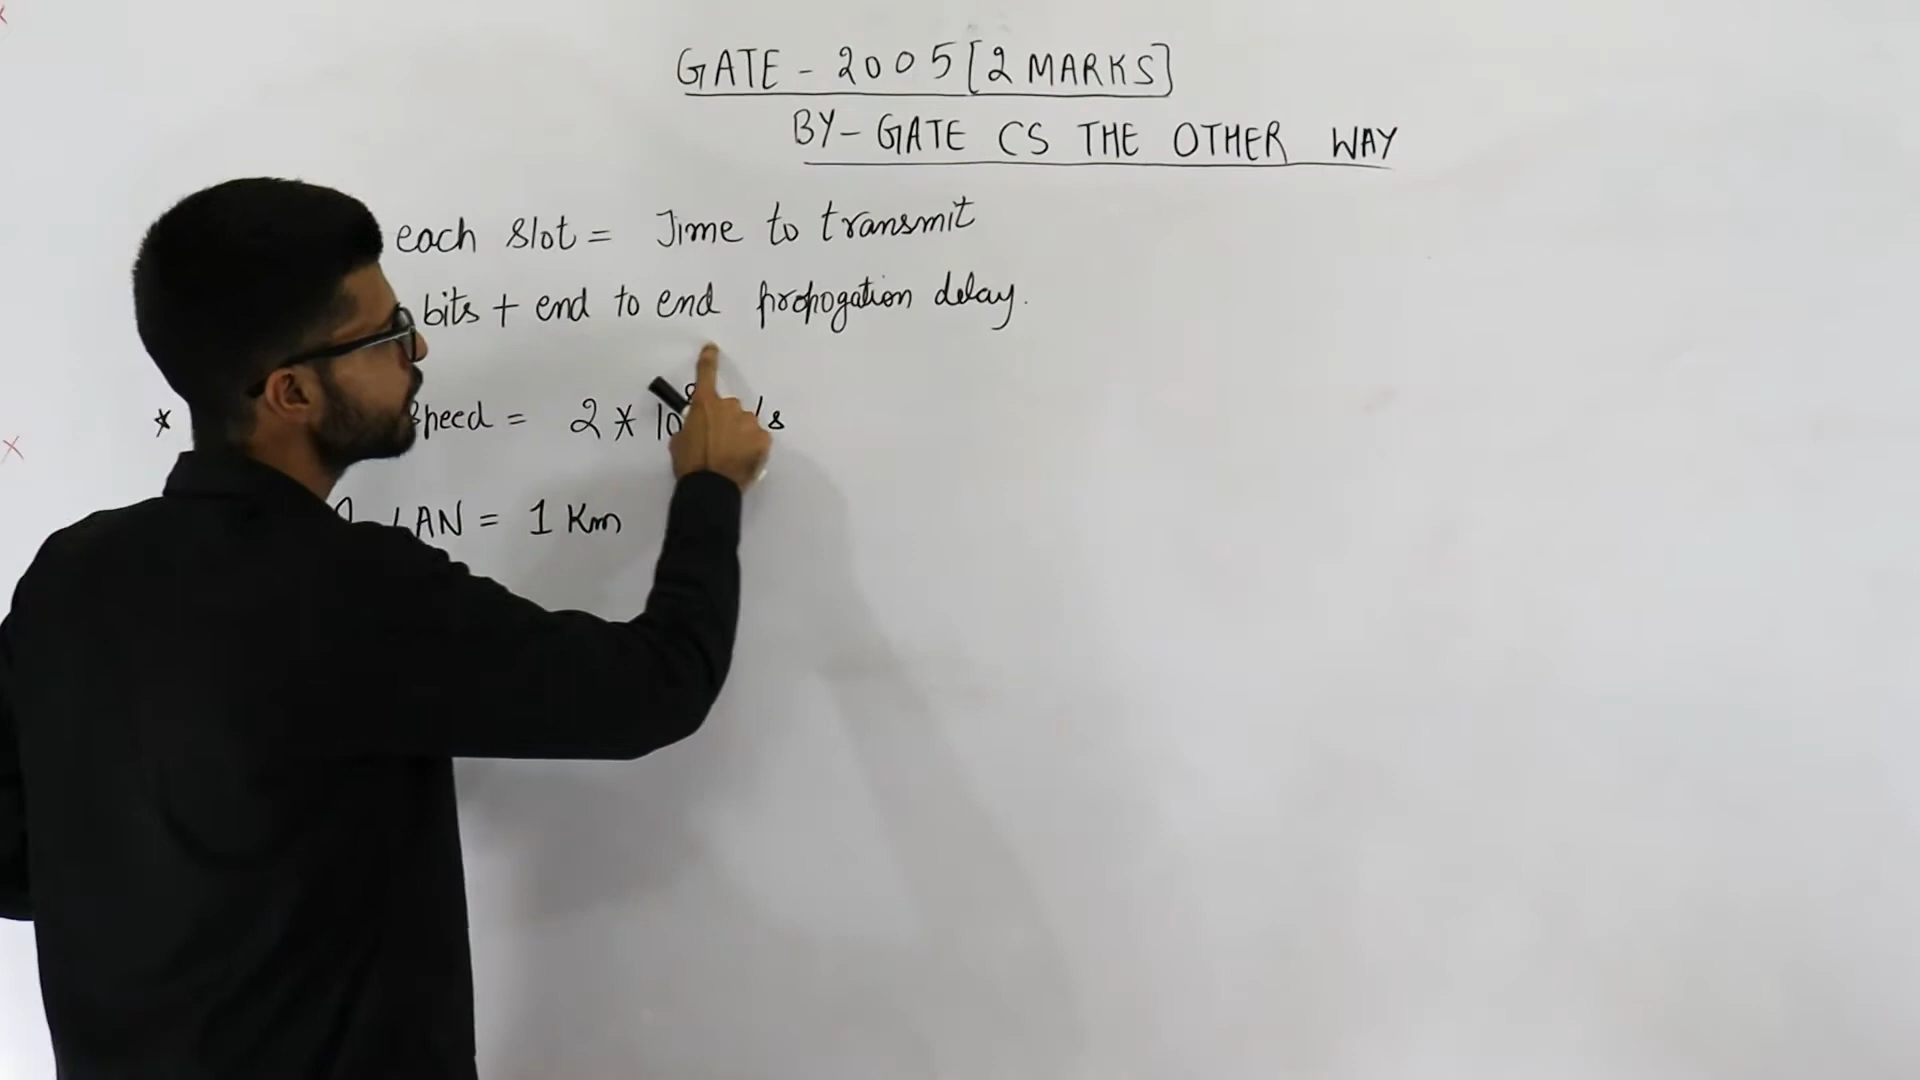 GATE - 2005 [2 MARKS]
BY - GATE CS THE OTHER WAY
each slot = Time to transmit
bits + end to end propogation delay.
* speed = 2 * 10 /s
LAN = 1 Km